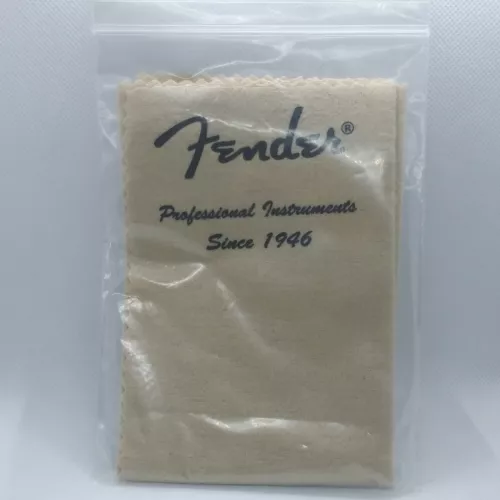 Fender®
Professional Instruments
Since 1946